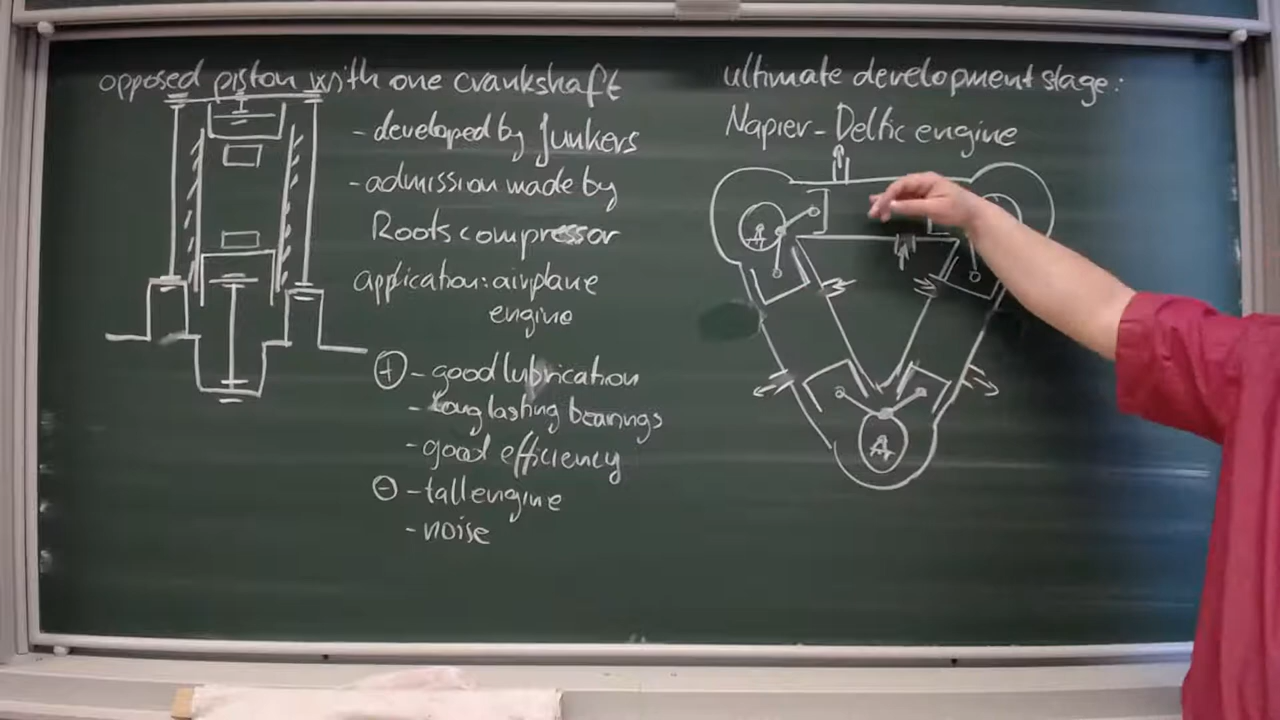 opposed piston with one crankshaft
- developed by Junkers
- admission made by
Roots compressor
application: airplane
engine
⊕ - good lubrication
- long lasting bearings
- good efficiency
⊖ - tall engine
- noise
ultimate development stage:
Napier - Deltic engine